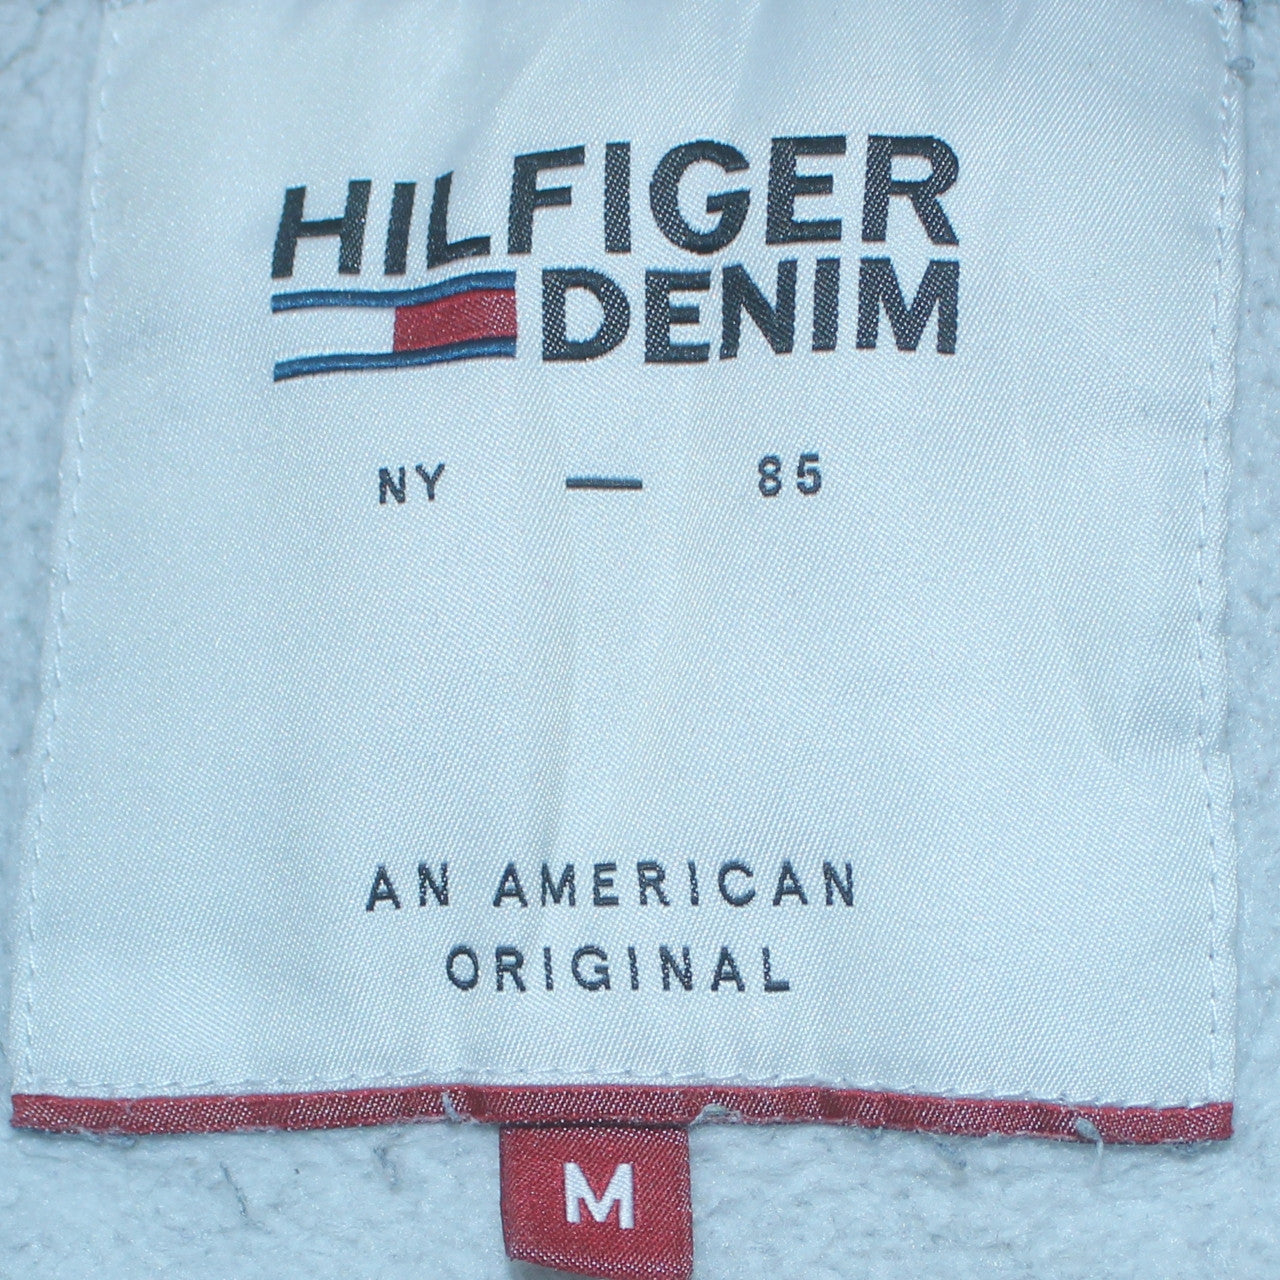 HILFIGER
DENIM
NY — 85
AN AMERICAN
ORIGINAL
M